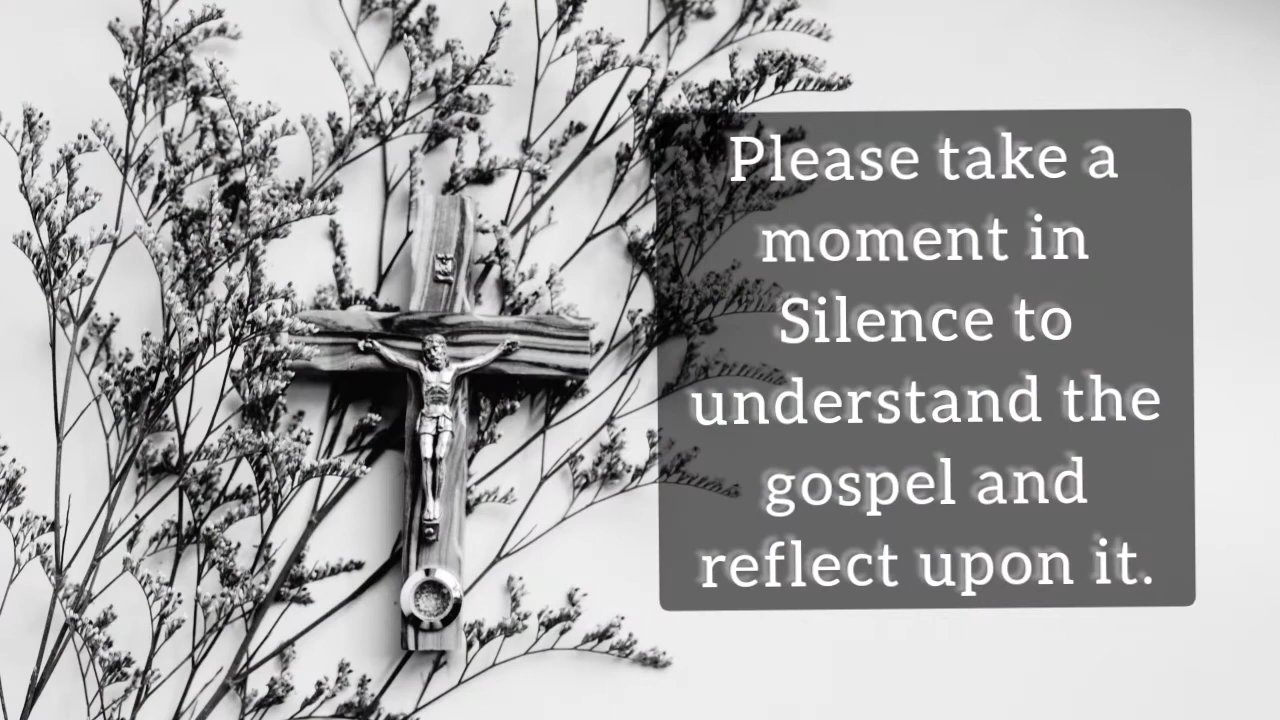 Please take a
moment in
Silence to
understand the
gospel and
reflect upon it.